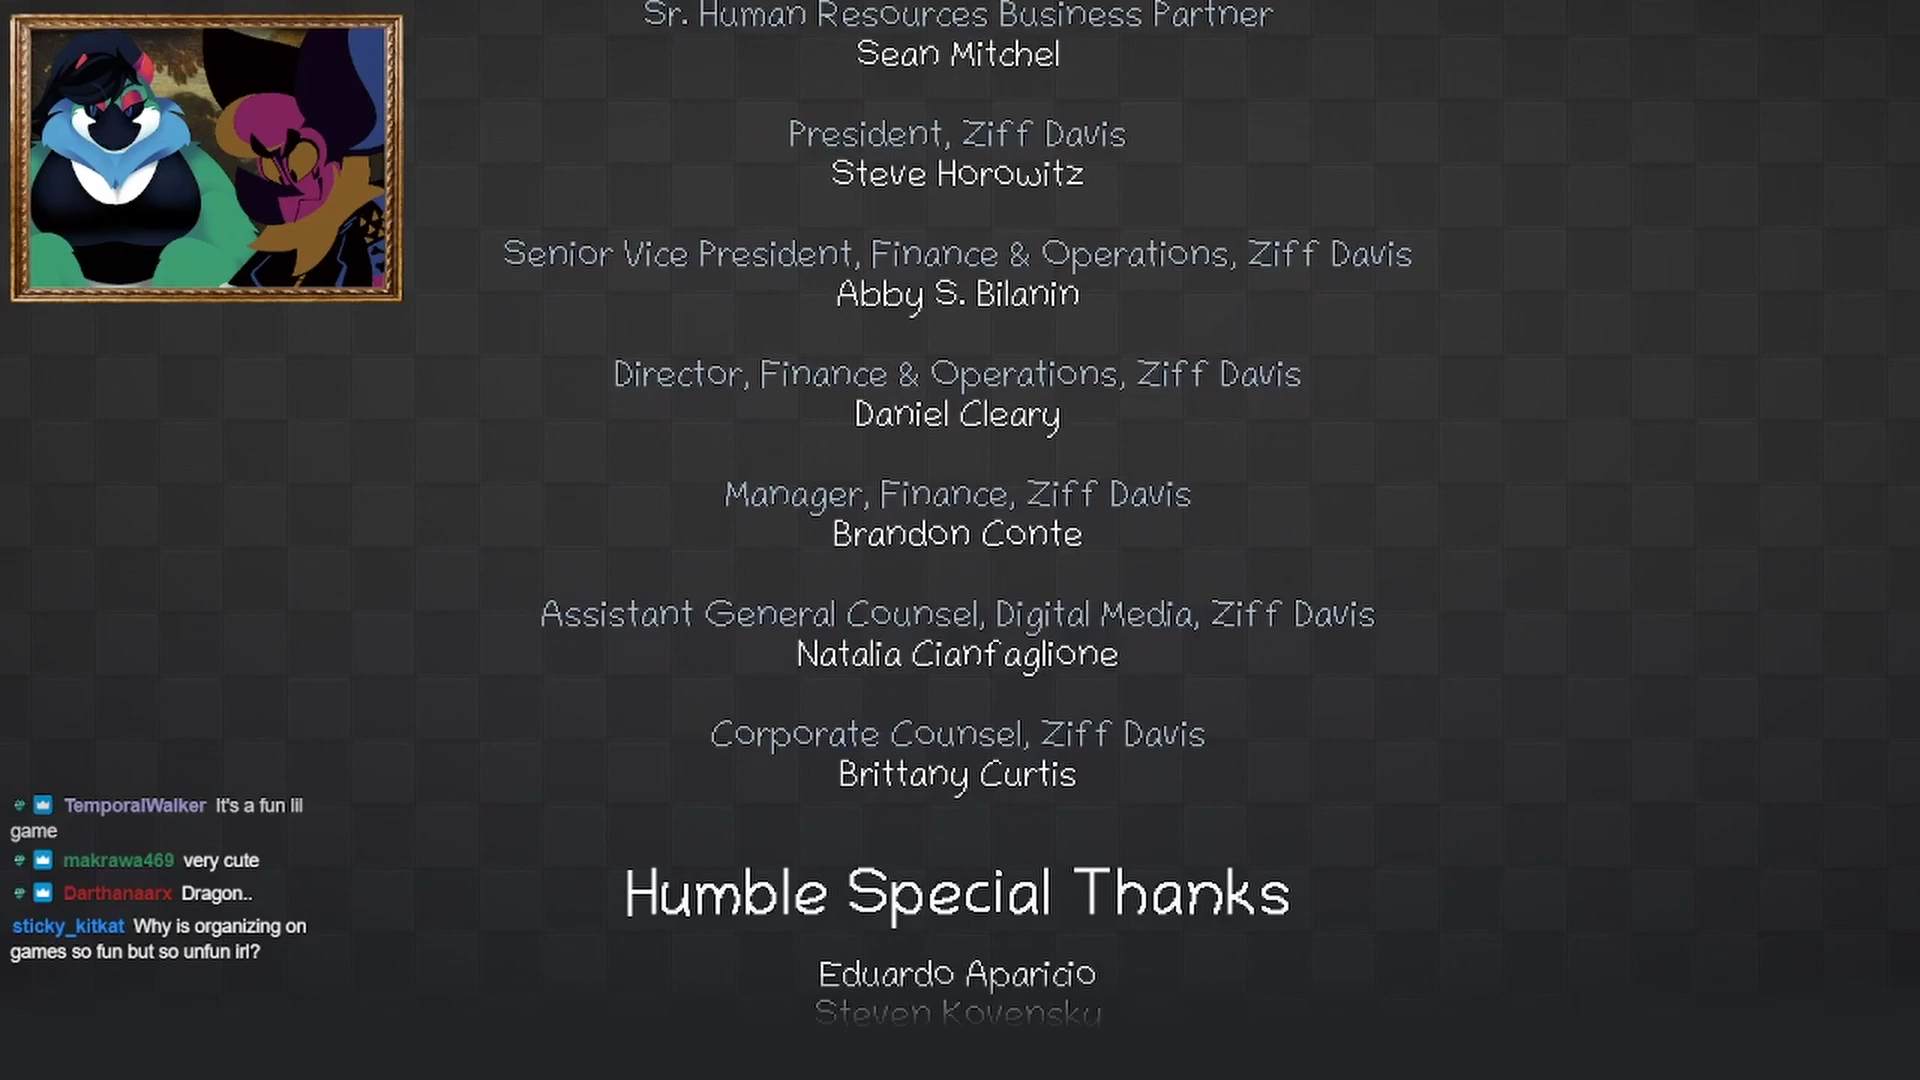 Sr. Human Resources Business Partner
Sean Mitchel
President, Ziff Davis
Steve Horowitz
Senior Vice President, Finance & Operations, Ziff Davis
Abby S. Bilanin
Director, Finance & Operations, Ziff Davis
Daniel Cleary
Manager, Finance, Ziff Davis
Brandon Conte
Assistant General Counsel, Digital Media, Ziff Davis
Natalia Cianfaglione
Corporate Counsel, Ziff Davis
Brittany Curtis
Humble Special Thanks
Eduardo Aparicio
Steven Kovensky
TemporalWalker It's a fun lil
game
makrawa469 very cute
Darthanaarx Dragon..
sticky_kitkat Why is organizing on
games so fun but so unfun irl?